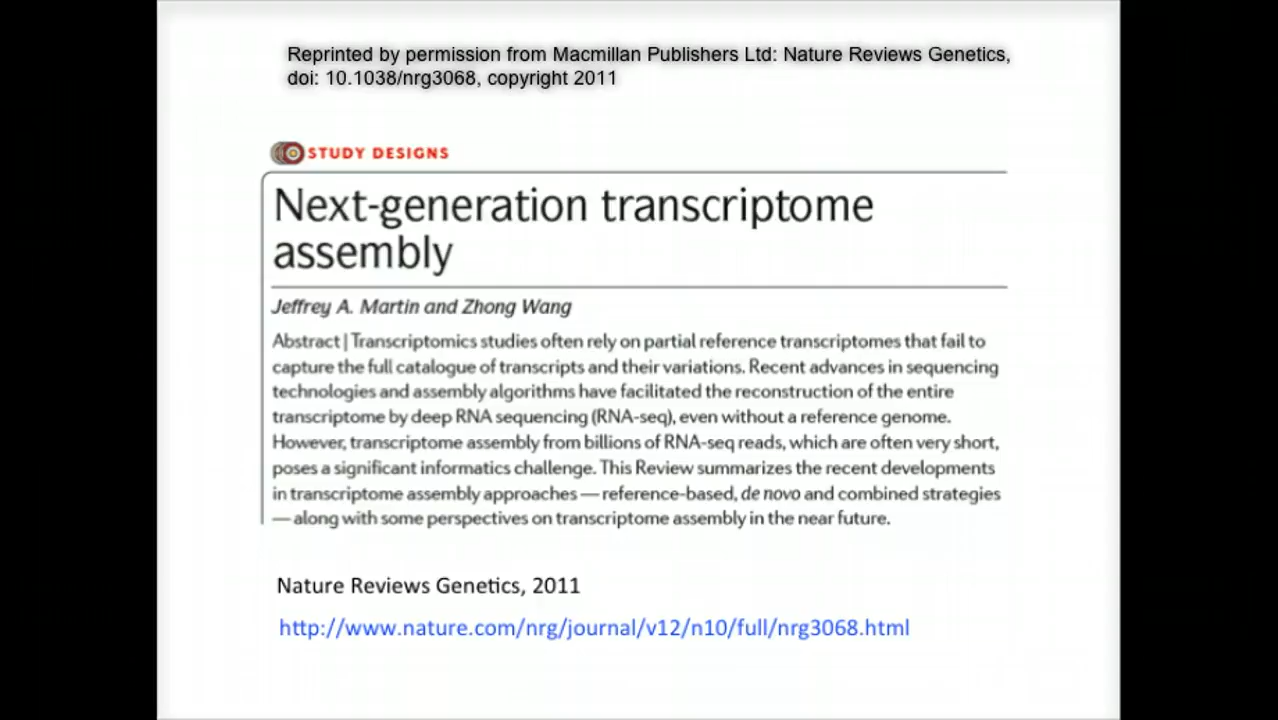 Reprinted by permission from Macmillan Publishers Ltd: Nature Reviews Genetics,
doi: 10.1038/nrg3068, copyright 2011
STUDY DESIGNS
Next-generation transcriptome
assembly
Jeffrey A. Martin and Zhong Wang
Abstract | Transcriptomics studies often rely on partial reference transcriptomes that fail to
capture the full catalogue of transcripts and their variations. Recent advances in sequencing
technologies and assembly algorithms have facilitated the reconstruction of the entire
transcriptome by deep RNA sequencing (RNA-seq), even without a reference genome.
However, transcriptome assembly from billions of RNA-seq reads, which are often very short,
poses a significant informatics challenge. This Review summarizes the recent developments
in transcriptome assembly approaches — reference-based, de novo and combined strategies
— along with some perspectives on transcriptome assembly in the near future.
Nature Reviews Genetics, 2011
http://www.nature.com/nrg/journal/v12/n10/full/nrg3068.html